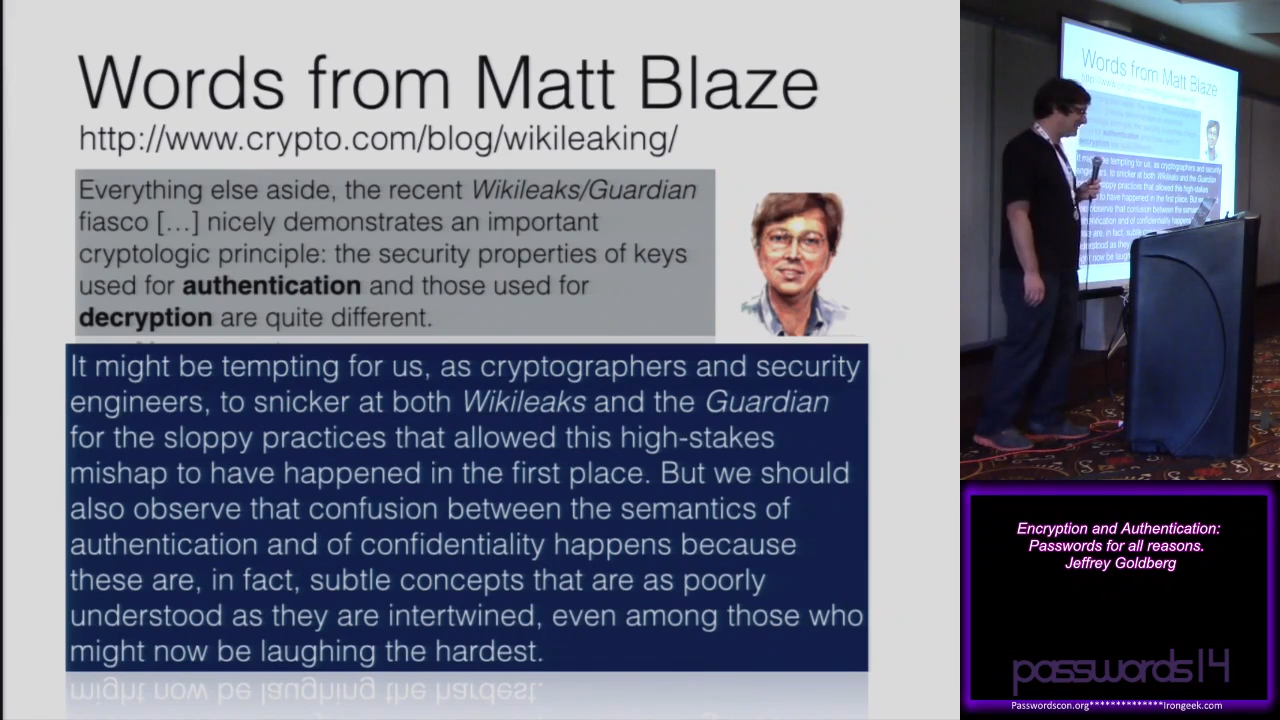 Words from Matt Blaze
http://www.crypto.com/blog/wikileaking/
Everything else aside, the recent Wikileaks/Guardian
fiasco […] nicely demonstrates an important
cryptologic principle: the security properties of keys
used for authentication and those used for
decryption are quite different.
It might be tempting for us, as cryptographers and security
engineers, to snicker at both Wikileaks and the Guardian
for the sloppy practices that allowed this high-stakes
mishap to have happened in the first place. But we should
also observe that confusion between the semantics of
authentication and of confidentiality happens because
these are, in fact, subtle concepts that are as poorly
understood as they are intertwined, even among those who
might now be laughing the hardest.
Words from Matt Blaze
Encryption and Authentication:
Passwords for all reasons.
Jeffrey Goldberg
passwords14
Passwordscon.org**************Irongeek.com